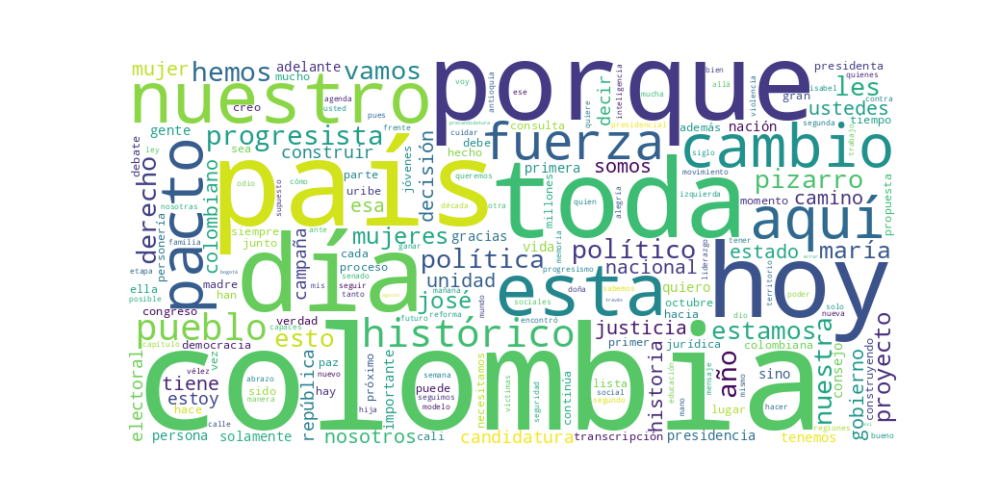 mujer
hemos
adelante
mucho
vamos
porque
nuestro
creo
agenda
usted
pues
voy
ese
antioquia
precandidatura
frente
decir
quiere
inteligencia
bien
mucha
allá
violencia
gran
presidenta
quienes
isabel
contra
les
ustedes
segunda
tiempo
debate
ley
gente
progresista
sea
construir
odio
cómo
jóvenes
decisión
cuidar
debe
consulta
presidencial
fuerza
hecho
primera
somos
además
nación
siglo
movimiento
cambio
trabajo
derecho
pacto
colombiano
nosotras
familia
país
supuesto
parte
uribe
esa
queremos
década
otra
quien
alegría
millones
toda
izquierda
pizarro
momento
camino
propuesta
aquí
personería
siempre
junto
ante
mujeres
ganar
gracias
vida
memoria
político
nacional
liderazgo
tener
estado
maría
etapa
posible
ella
madre
han
bogotá
senado
día
campaña
cada
proceso
seguir
tanto
mis
política
unidad
mañana
mundo
progresismo
sociales
esta
doña
sabemos
través
quiero
octubre
hacia
territorio
poder
solo
dio
nueva
hoy
congreso
pueblo
verdad
esto
democracia
capítulo
vez
futuro
histórico
josé
reforma
capaces
encontró
justicia
primer
jurídica
estamos
colombiana
electoral
vélez
tiene
abrazo
sido
estoy
manera
hace
calle
república
paz
nuevo
hay
hija
próximo
importante
colombia
semana
puede
seguimos
modelo
necesitamos
víctimas
seguridad
social
segundo
lista
continúa
historia
año
educación
mano
mensaje
mismo
sino
hacer
lugar
nuestra
regiones
consejo
gobierno
construyendo
proyecto
persona
solamente
nosotros
cali
candidatura
transcripción
presidencia
tenemos
bueno